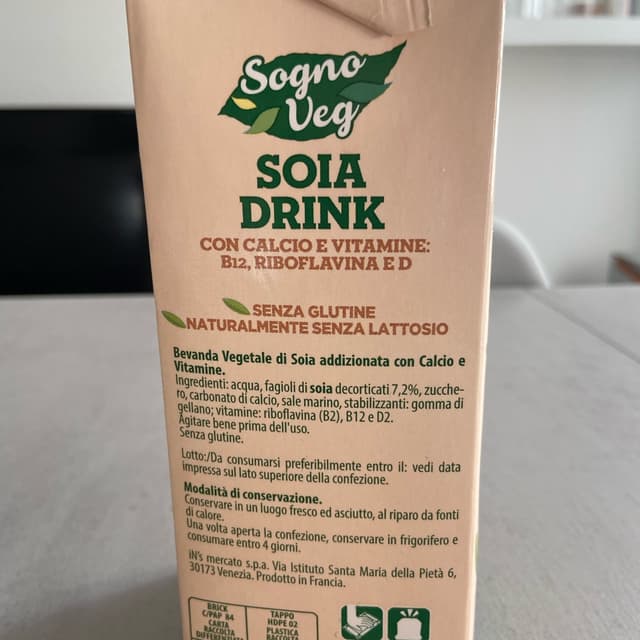 Sogno
Veg
SOIA
DRINK
CON CALCIO E VITAMINE:
B12, RIBOFLAVINA E D
SENZA GLUTINE
NATURALMENTE SENZA LATTOSIO
Bevanda Vegetale di Soia addizionata con Calcio e
Vitamine.
Ingredienti: acqua, fagioli di soia decorticati 7,2%, zucche-
ro, carbonato di calcio, sale marino, stabilizzanti: gomma di
gellano; vitamine: riboflavina (B2), B12 e D2.
Agitare bene prima dell'uso.
Senza glutine.
Lotto:/Da consumarsi preferibilmente entro il: vedi data
impressa sul lato superiore della confezione.
Modalità di conservazione.
Conservare in un luogo fresco ed asciutto, al riparo da fonti
di calore.
Una volta aperta la confezione, conservare in frigorifero e
consumare entro 4 giorni.
iN's mercato s.p.a. Via Istituto Santa Maria della Pietà 6,
30173 Venezia. Prodotto in Francia.
BRICK
C/PAP 84
CARTA
RACCOLTA
DIFFERENZIATA
TAPPO
HDPE 02
PLASTICA
RACCOLTA